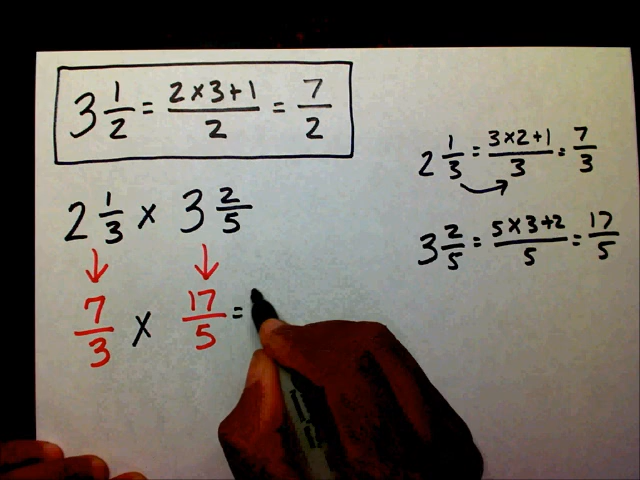 3 1/2 = 2×3+1/2 = 7/2
2 1/3 × 3 2/5
↓ ↓
7/3 × 17/5 =
2 1/3 = 3×2+1/3 = 7/3
3 2/5 = 5×3+2/5 = 17/5